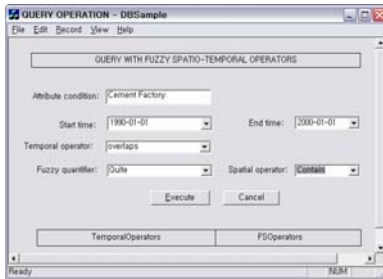 QUERY OPERATION - DBSample
File Edit Record View Help
QUERY WITH FUZZY SPATIO-TEMPORAL OPERATORS
Attribute condition: Cement Factory
Start time: 1990-01-01 End time: 2000-01-01
Temporal operator: overlaps
Fuzzy quantifier: Quite Spatial operator: Contain
Execute Cancel
TemporalOperators FSOperators
Ready NUM